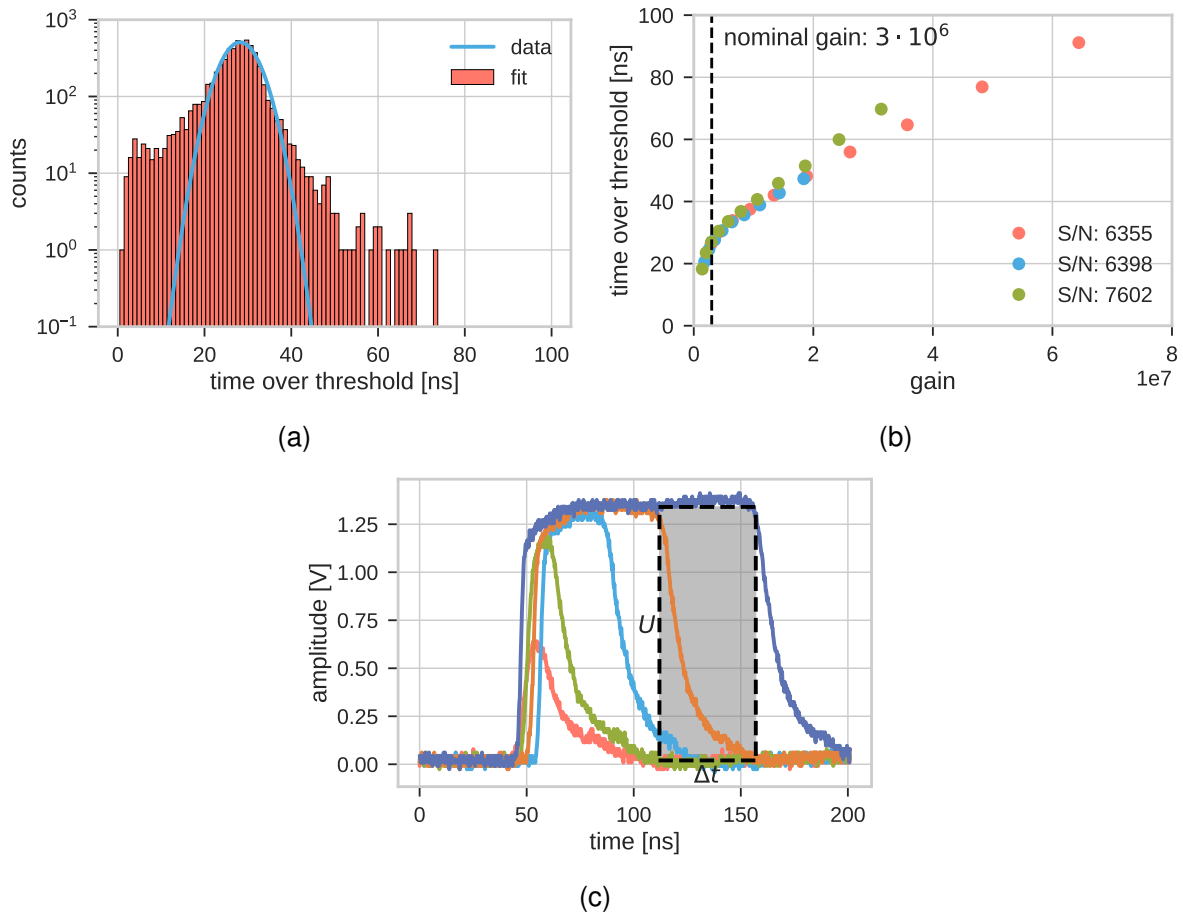 10³
10²
10¹
10⁰
10⁻¹
counts
data
fit
0 20 40 60 80 100
time over threshold [ns]
(a)
100
80
60
40
20
0
time over threshold [ns]
nominal gain: 3 · 10⁶
S/N: 6355
S/N: 6398
S/N: 7602
0 2 4 6 8
gain
1e7
(b)
1.25
1.00
0.75
0.50
0.25
0.00
amplitude [V]
U
Δt
0 50 100 150 200
time [ns]
(c)